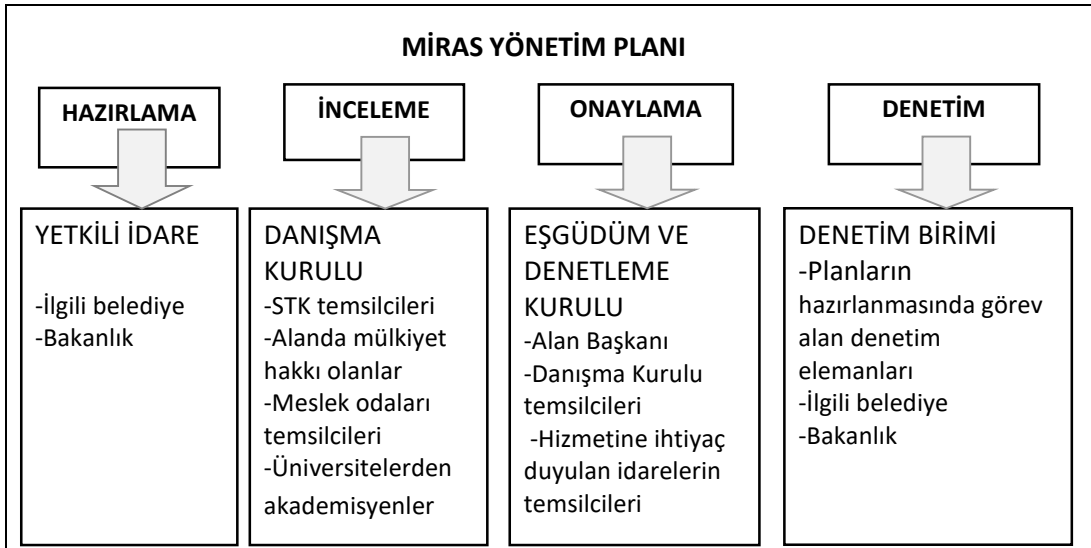 MİRAS YÖNETİM PLANI
HAZIRLAMA
İNCELEME
ONAYLAMA
DENETİM
YETKİLİ İDARE
-İlgili belediye
-Bakanlık
DANIŞMA
KURULU
-STK temsilcileri
-Alanda mülkiyet
hakkı olanlar
-Meslek odaları
temsilcileri
-Üniversitelerden
akademisyenler
EŞGÜDÜM VE
DENETLEME
KURULU
-Alan Başkanı
-Danışma Kurulu
temsilcileri
-Hizmetine ihtiyaç
duyulan idarelerin
temsilcileri
DENETİM BİRİMİ
-Planların
hazırlanmasında görev
alan denetim
elemanları
-İlgili belediye
-Bakanlık